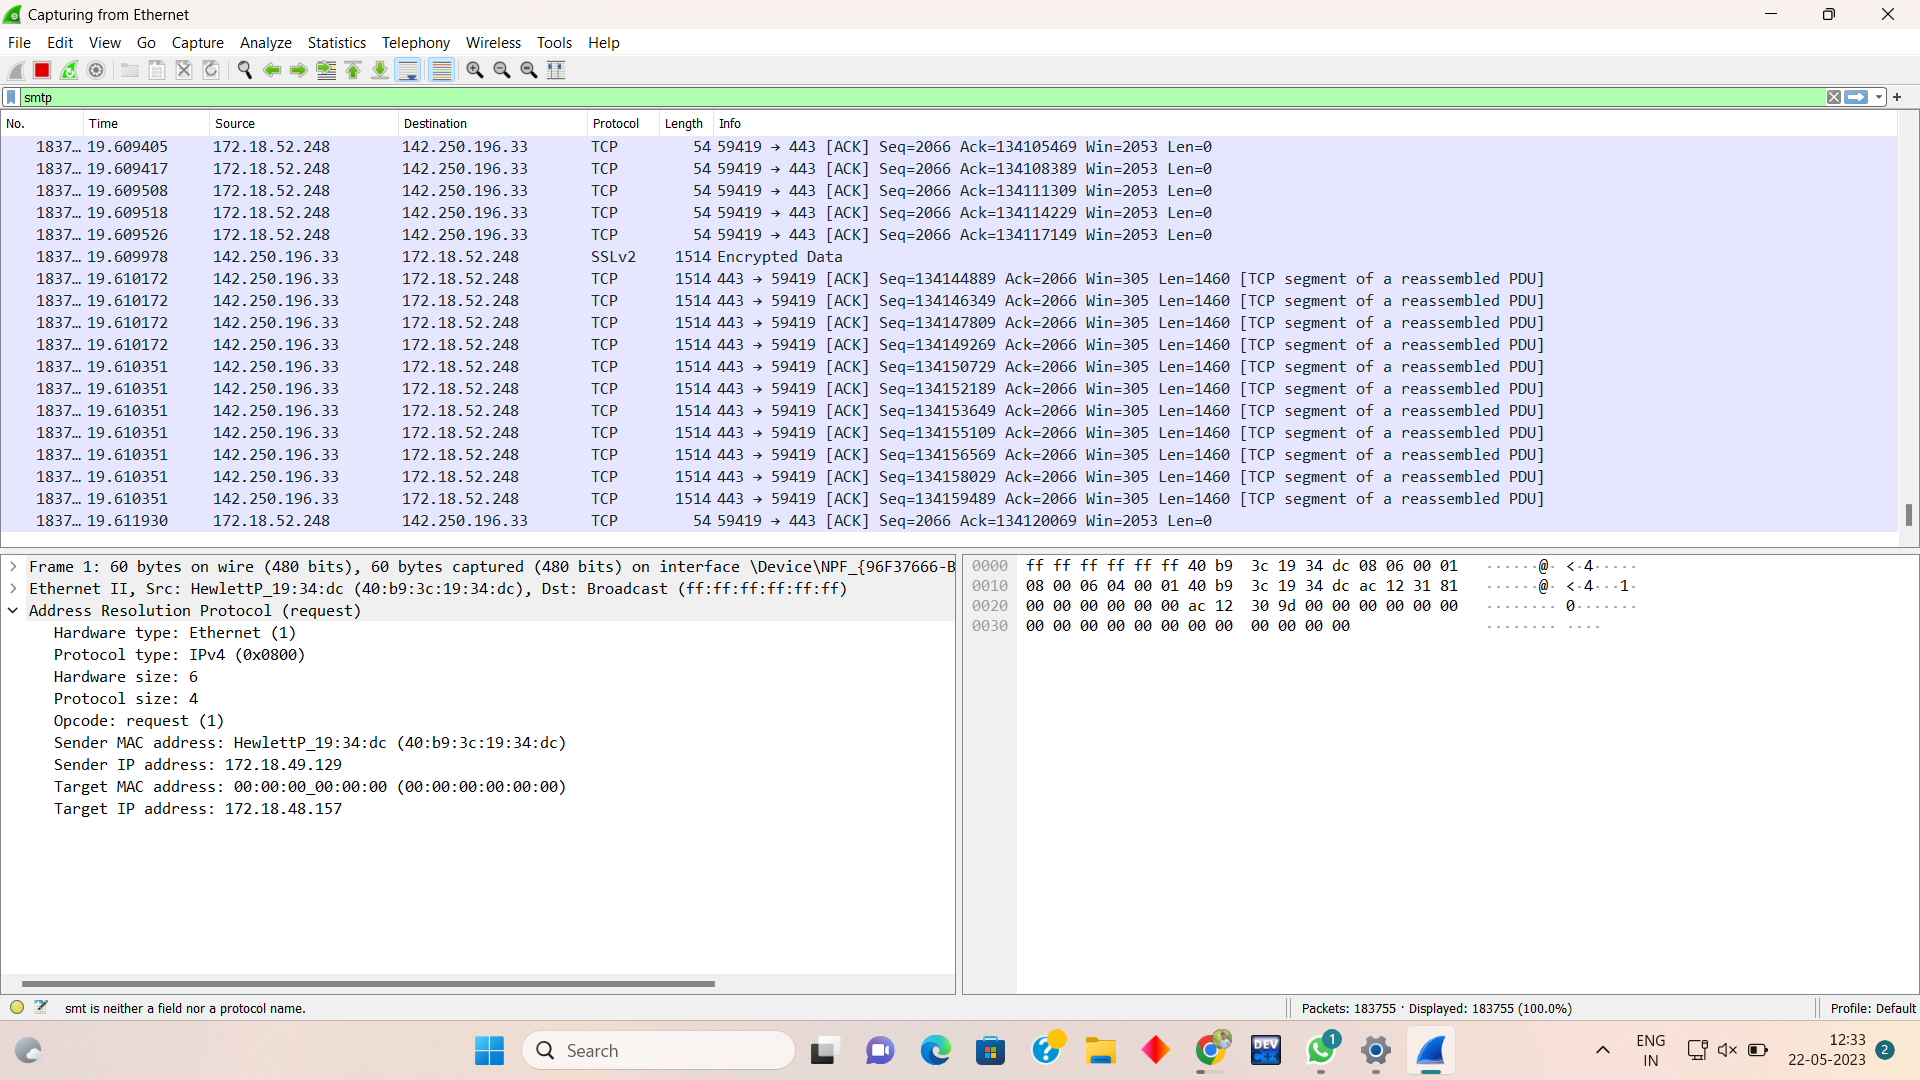 Capturing from Ethernet
File Edit View Go Capture Analyze Statistics Telephony Wireless Tools Help
smtp
No. Time Source Destination Protocol Length Info
1837… 19.609405 172.18.52.248 142.250.196.33 TCP 54 59419 → 443 [ACK] Seq=2066 Ack=134105469 Win=2053 Len=0
1837… 19.609417 172.18.52.248 142.250.196.33 TCP 54 59419 → 443 [ACK] Seq=2066 Ack=134108389 Win=2053 Len=0
1837… 19.609508 172.18.52.248 142.250.196.33 TCP 54 59419 → 443 [ACK] Seq=2066 Ack=134111309 Win=2053 Len=0
1837… 19.609518 172.18.52.248 142.250.196.33 TCP 54 59419 → 443 [ACK] Seq=2066 Ack=134114229 Win=2053 Len=0
1837… 19.609526 172.18.52.248 142.250.196.33 TCP 54 59419 → 443 [ACK] Seq=2066 Ack=134117149 Win=2053 Len=0
1837… 19.609978 142.250.196.33 172.18.52.248 SSLv2 1514 Encrypted Data
1837… 19.610172 142.250.196.33 172.18.52.248 TCP 1514 443 → 59419 [ACK] Seq=134144889 Ack=2066 Win=305 Len=1460 [TCP segment of a reassembled PDU]
1837… 19.610172 142.250.196.33 172.18.52.248 TCP 1514 443 → 59419 [ACK] Seq=134146349 Ack=2066 Win=305 Len=1460 [TCP segment of a reassembled PDU]
1837… 19.610172 142.250.196.33 172.18.52.248 TCP 1514 443 → 59419 [ACK] Seq=134147809 Ack=2066 Win=305 Len=1460 [TCP segment of a reassembled PDU]
1837… 19.610172 142.250.196.33 172.18.52.248 TCP 1514 443 → 59419 [ACK] Seq=134149269 Ack=2066 Win=305 Len=1460 [TCP segment of a reassembled PDU]
1837… 19.610351 142.250.196.33 172.18.52.248 TCP 1514 443 → 59419 [ACK] Seq=134150729 Ack=2066 Win=305 Len=1460 [TCP segment of a reassembled PDU]
1837… 19.610351 142.250.196.33 172.18.52.248 TCP 1514 443 → 59419 [ACK] Seq=134152189 Ack=2066 Win=305 Len=1460 [TCP segment of a reassembled PDU]
1837… 19.610351 142.250.196.33 172.18.52.248 TCP 1514 443 → 59419 [ACK] Seq=134153649 Ack=2066 Win=305 Len=1460 [TCP segment of a reassembled PDU]
1837… 19.610351 142.250.196.33 172.18.52.248 TCP 1514 443 → 59419 [ACK] Seq=134155109 Ack=2066 Win=305 Len=1460 [TCP segment of a reassembled PDU]
1837… 19.610351 142.250.196.33 172.18.52.248 TCP 1514 443 → 59419 [ACK] Seq=134156569 Ack=2066 Win=305 Len=1460 [TCP segment of a reassembled PDU]
1837… 19.610351 142.250.196.33 172.18.52.248 TCP 1514 443 → 59419 [ACK] Seq=134158029 Ack=2066 Win=305 Len=1460 [TCP segment of a reassembled PDU]
1837… 19.610351 142.250.196.33 172.18.52.248 TCP 1514 443 → 59419 [ACK] Seq=134159489 Ack=2066 Win=305 Len=1460 [TCP segment of a reassembled PDU]
1837… 19.611930 172.18.52.248 142.250.196.33 TCP 54 59419 → 443 [ACK] Seq=2066 Ack=134120069 Win=2053 Len=0
Frame 1: 60 bytes on wire (480 bits), 60 bytes captured (480 bits) on interface \Device\NPF_{96F37666-B
Ethernet II, Src: HewlettP_19:34:dc (40:b9:3c:19:34:dc), Dst: Broadcast (ff:ff:ff:ff:ff:ff)
Address Resolution Protocol (request)
Hardware type: Ethernet (1)
Protocol type: IPv4 (0x0800)
Hardware size: 6
Protocol size: 4
Opcode: request (1)
Sender MAC address: HewlettP_19:34:dc (40:b9:3c:19:34:dc)
Sender IP address: 172.18.49.129
Target MAC address: 00:00:00_00:00:00 (00:00:00:00:00:00)
Target IP address: 172.18.48.157
0000 ff ff ff ff ff ff 40 b9 3c 19 34 dc 08 06 00 01 ······@· <·4·····
0010 08 00 06 04 00 01 40 b9 3c 19 34 dc ac 12 31 81 ······@· <·4···1·
0020 00 00 00 00 00 00 ac 12 30 9d 00 00 00 00 00 00 ········ 0·······
0030 00 00 00 00 00 00 00 00 00 00 00 00 ········ ····
smt is neither a field nor a protocol name.
Packets: 183755 · Displayed: 183755 (100.0%)
Profile: Default
Search
DEV C++
1
ENG
IN
12:33
22-05-2023
2